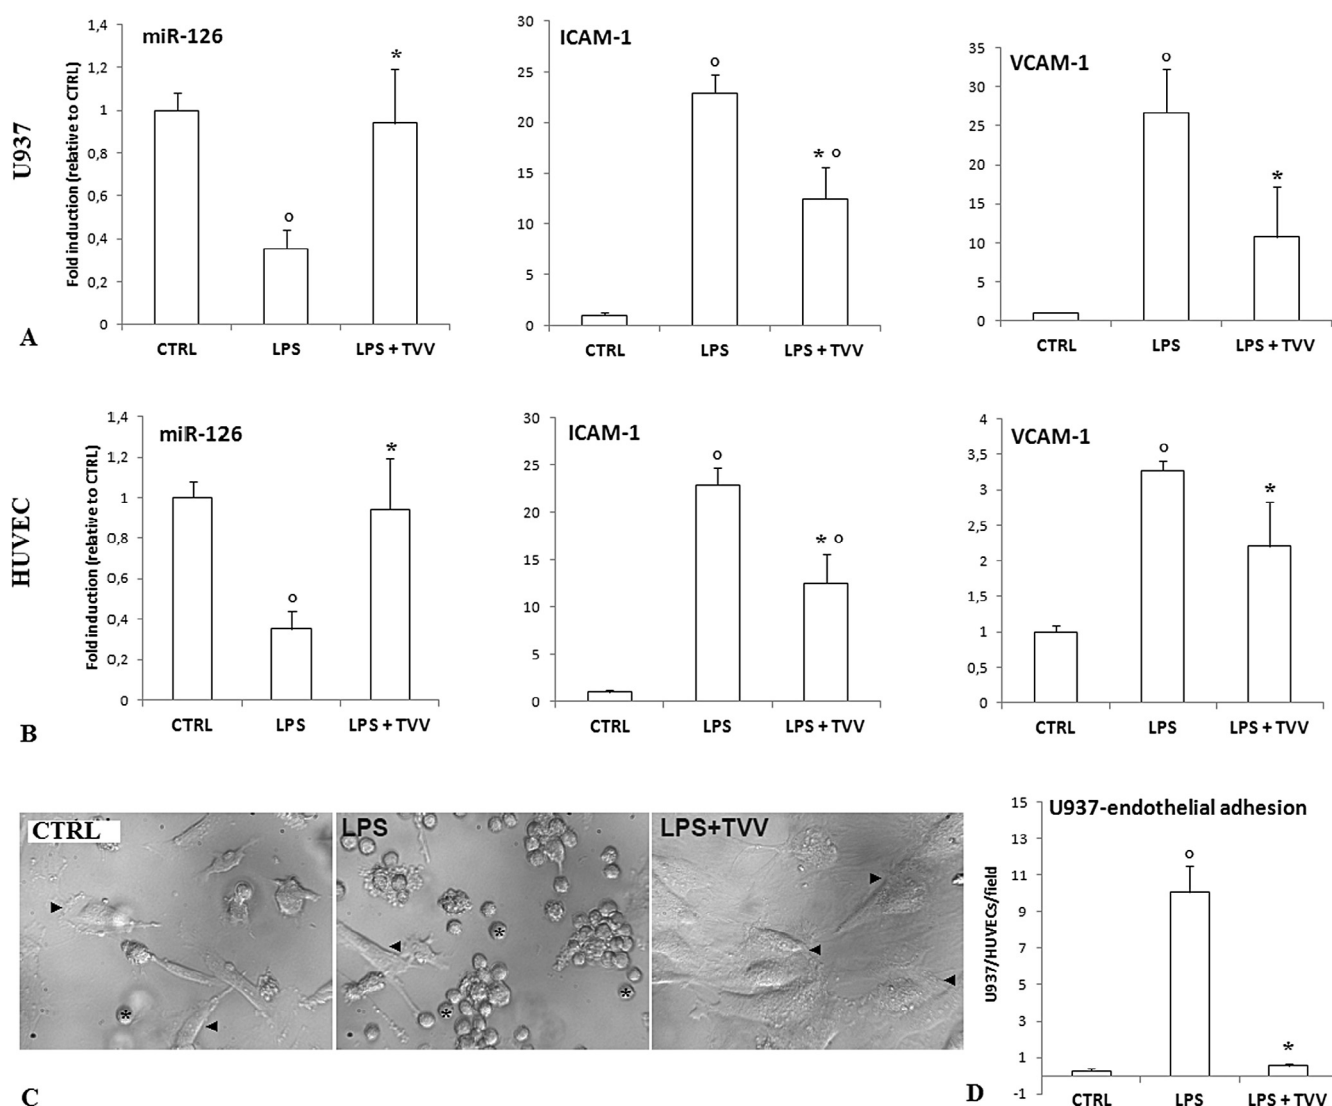 U937
Fold induction (relative to CTRL)
miR-126
1,4
1,2
1
0,8
0,6
0,4
0,2
0
o
*
CTRL LPS LPS + TVV
ICAM-1
30
25
20
15
10
5
0
o
* o
CTRL LPS LPS + TVV
VCAM-1
35
30
25
20
15
10
5
0
o
*
CTRL LPS LPS + TVV
A
HUVEC
Fold induction (relative to CTRL)
miR-126
1,4
1,2
1
0,8
0,6
0,4
0,2
0
o
*
CTRL LPS LPS + TVV
ICAM-1
30
25
20
15
10
5
0
o
* o
CTRL LPS LPS + TVV
VCAM-1
4
3,5
3
2,5
2
1,5
1
0,5
0
o
*
CTRL LPS LPS + TVV
B
CTRL
*
LPS
*
*
*
LPS+TVV
C
U937-endothelial adhesion
U937/HUVECs/field
15
13
11
9
7
5
3
1
-1
o
*
CTRL LPS LPS + TVV
D